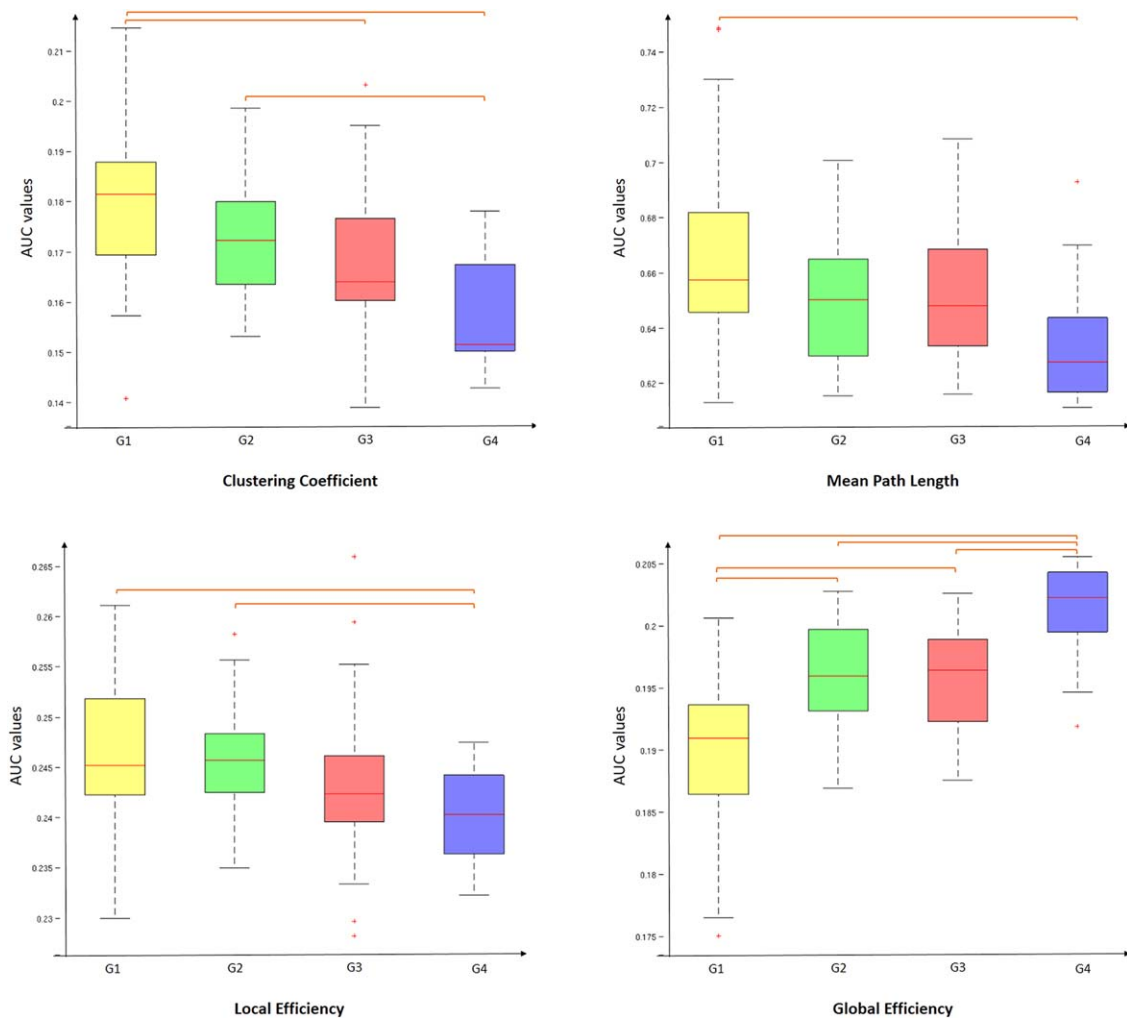 AUC values
0.21
0.2
0.19
0.18
0.17
0.16
0.15
0.14
G1 G2 G3 G4
Clustering Coefficient
AUC values
0.74
0.72
0.7
0.68
0.66
0.64
0.62
G1 G2 G3 G4
Mean Path Length
AUC values
0.265
0.26
0.255
0.25
0.245
0.24
0.235
0.23
G1 G2 G3 G4
Local Efficiency
AUC values
0.205
0.2
0.195
0.19
0.185
0.18
0.175
G1 G2 G3 G4
Global Efficiency